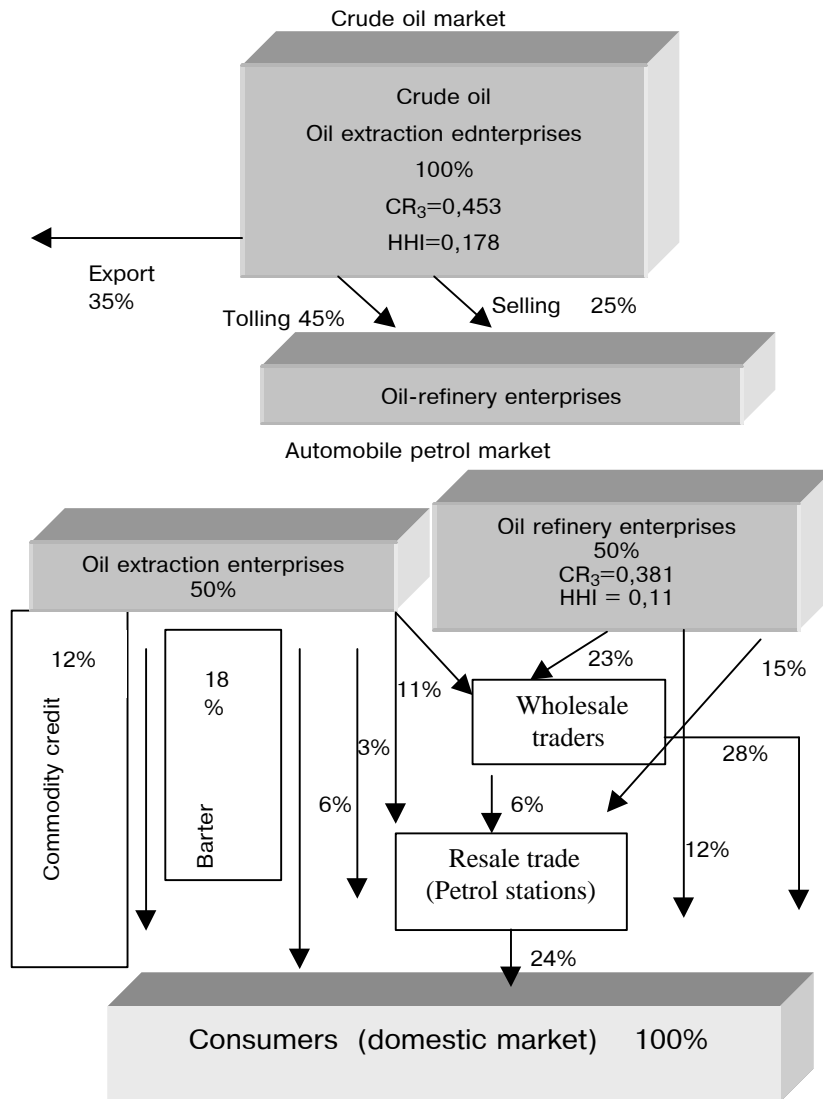 Crude oil market
Crude oil
Oil extraction ednterprises
100%
CR3=0,453
HHI=0,178
Export
35%
Tolling 45%
Selling 25%
Oil-refinery enterprises
Automobile petrol market
Oil extraction enterprises
50%
Oil refinery enterprises
50%
CR3=0,381
HHI = 0,11
12%
Commodity credit
18
%
Barter
6%
3%
11%
23%
15%
Wholesale
traders
28%
6%
12%
Resale trade
(Petrol stations)
24%
Consumers (domestic market) 100%